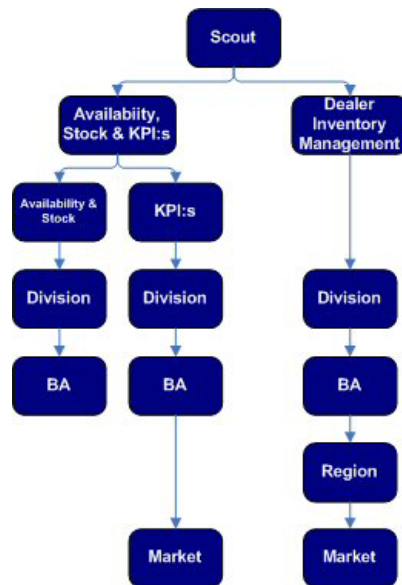 Scout
Availabiity,
Stock & KPI:s
Dealer
Inventory
Management
Availability &
Stock
KPI:s
Division
Division
Division
BA
BA
BA
Region
Market
Market